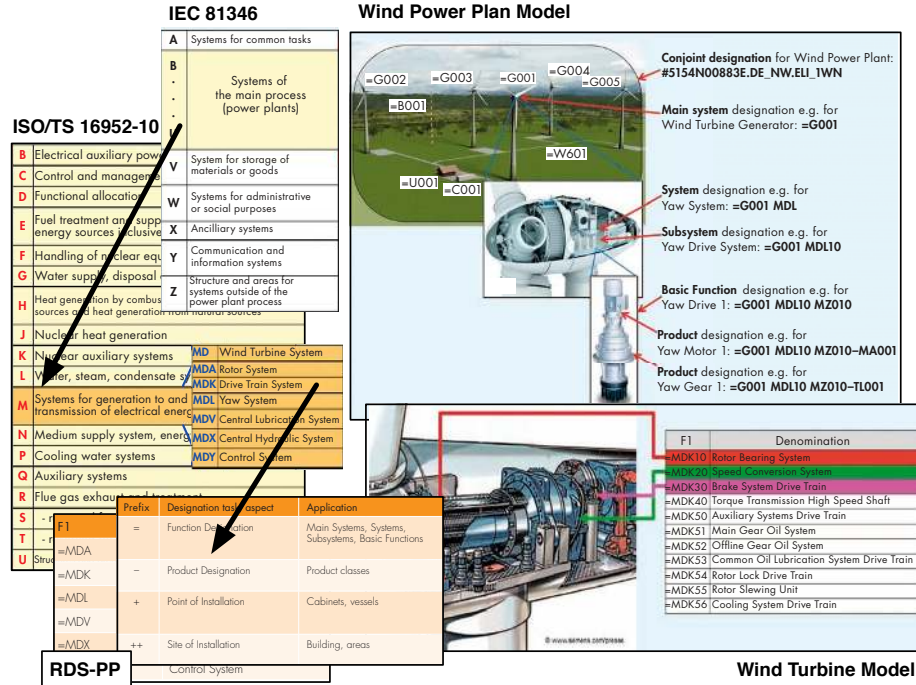 IEC 81346
Wind Power Plan Model
A Systems for common tasks
B
.
.
.
Systems of
the main process
(power plants)
V System for storage of
materials or goods
W Systems for administrative
or social purposes
X Ancilliary systems
Y Communication and
information systems
Z Structure and areas for
systems outside of the
power plant process
ISO/TS 16952-10
B Electrical auxiliary
C Control and
D Functional allocation
E Fuel treatment and
energy sources inclusive
F Handling of nuclear
G Water supply, disposal
H Heat generation by
sources and heat generation from natural sources
J Nuclear heat generation
K Nuclear auxiliary systems
L Water, steam, condensate
M Systems for generation to and
transmission of electrical
N Medium supply system,
P Cooling water systems
Q Auxiliary systems
R Flue gas exhaust and treatment
S
T
U
MD Wind Turbine System
MDA Rotor System
MDK Drive Train System
MDL Yaw System
MDV Central Lubrication System
MDX Central Hydraulic System
MDY Control System
F1
=MDA
=MDK
=MDL
=MDV
=MDX
Control System
RDS-PP
Prefix Designation task aspect Application
= Function Designation Main Systems, Systems,
Subsystems, Basic Functions
– Product Designation Product classes
+ Point of Installation Cabinets, vessels
++ Site of Installation Building, areas
=G002
=G003
=G001
=G004
=G005
=B001
=W601
=U001
=C001
Conjoint designation for Wind Power Plant:
#5154N00883E.DE_NW.ELI_1WN
Main system designation e.g. for
Wind Turbine Generator: =G001
System designation e.g. for
Yaw System: =G001 MDL
Subsystem designation e.g. for
Yaw Drive System: =G001 MDL10
Basic Function designation e.g. for
Yaw Drive 1: =G001 MDL10 MZ010
Product designation e.g. for
Yaw Motor 1: =G001 MDL10 MZ010–MA001
Product designation e.g. for
Yaw Gear 1: =G001 MDL10 MZ010–TL001
F1 Denomination
=MDK10 Rotor Bearing System
=MDK20 Speed Conversion System
=MDK30 Brake System Drive Train
=MDK40 Torque Transmission High Speed Shaft
=MDK50 Auxiliary Systems Drive Train
=MDK51 Main Gear Oil System
=MDK52 Offline Gear Oil System
=MDK53 Common Oil Lubrication System Drive Train
=MDK54 Rotor Lock Drive Train
=MDK55 Rotor Slewing Unit
=MDK56 Cooling System Drive Train
© www.siemens.com/presse
Wind Turbine Model